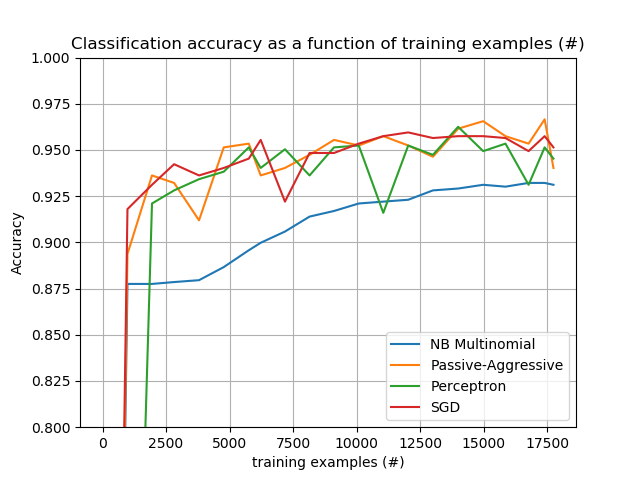 Classification accuracy as a function of training examples (#)
1.000
0.975
0.950
0.925
0.900
0.875
0.850
0.825
0.800
Accuracy
NB Multinomial
Passive-Aggressive
Perceptron
SGD
0 2500 5000 7500 10000 12500 15000 17500
training examples (#)